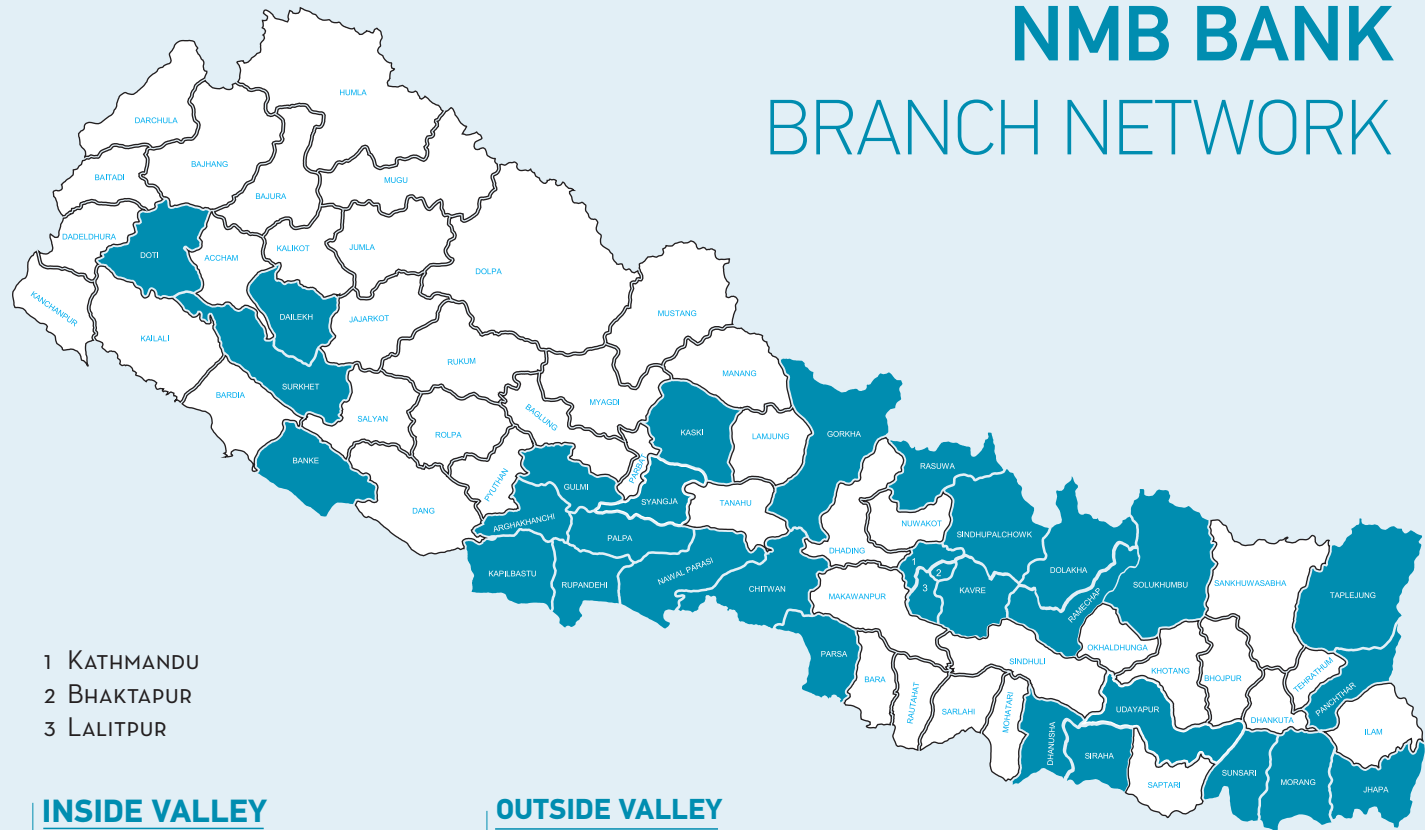 NMB BANK
BRANCH NETWORK
HUMLA
DARCHULA
BAJHANG
BAITADI
MUGU
BAJURA
DADELDHURA
DOTI
ACCHAM
KALIKOT
JUMLA
DOLPA
KANCHANPUR
DAILEKH
JAJARKOT
MUSTANG
KAILALI
RUKUM
MANANG
SURKHET
BARDIA
MYAGDI
SALYAN
BAGLUNG
ROLPA
KASKI
LAMJUNG
GORKHA
BANKE
PYUTHAN
PARBAT
RASUWA
GULMI
SYANGJA
TANAHU
DANG
NUWAKOT
ARGHAKHANCHI
SINDHUPALCHOWK
PALPA
DHADING
KAPILBASTU
RUPANDEHI
NAWAL PARASI
CHITWAN
1
2
3
KAVRE
DOLAKHA
RAMECHAP
SOLUKHUMBU
SANKHUWASABHA
TAPLEJUNG
MAKAWANPUR
OKHALDHUNGA
PARSA
SINDHULI
KHOTANG
BHOJPUR
TEHRATHUM
BARA
PANCHTHAR
RAUTAHAT
SARLAHI
MOHATARI
UDAYAPUR
DHANKUTA
ILAM
DHANUSHA
SIRAHA
SAPTARI
SUNSARI
MORANG
JHAPA
1 KATHMANDU
2 BHAKTAPUR
3 LALITPUR
INSIDE VALLEY
OUTSIDE VALLEY